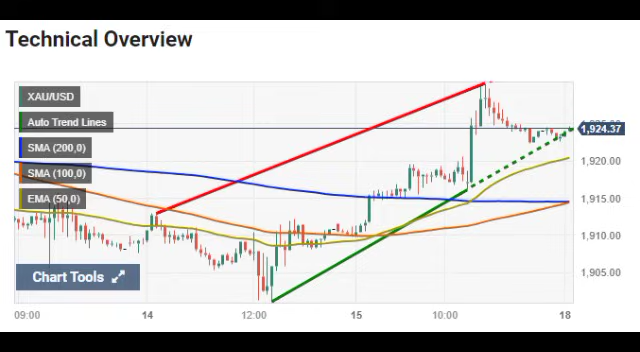 Technical Overview
XAU/USD
Auto Trend Lines
1,924.37
SMA (200,0)
1,920.00
SMA (100,0)
1,915.00
EMA (50,0)
1,910.00
1,905.00
Chart Tools
09:00 14 12:00 15 10:00 18